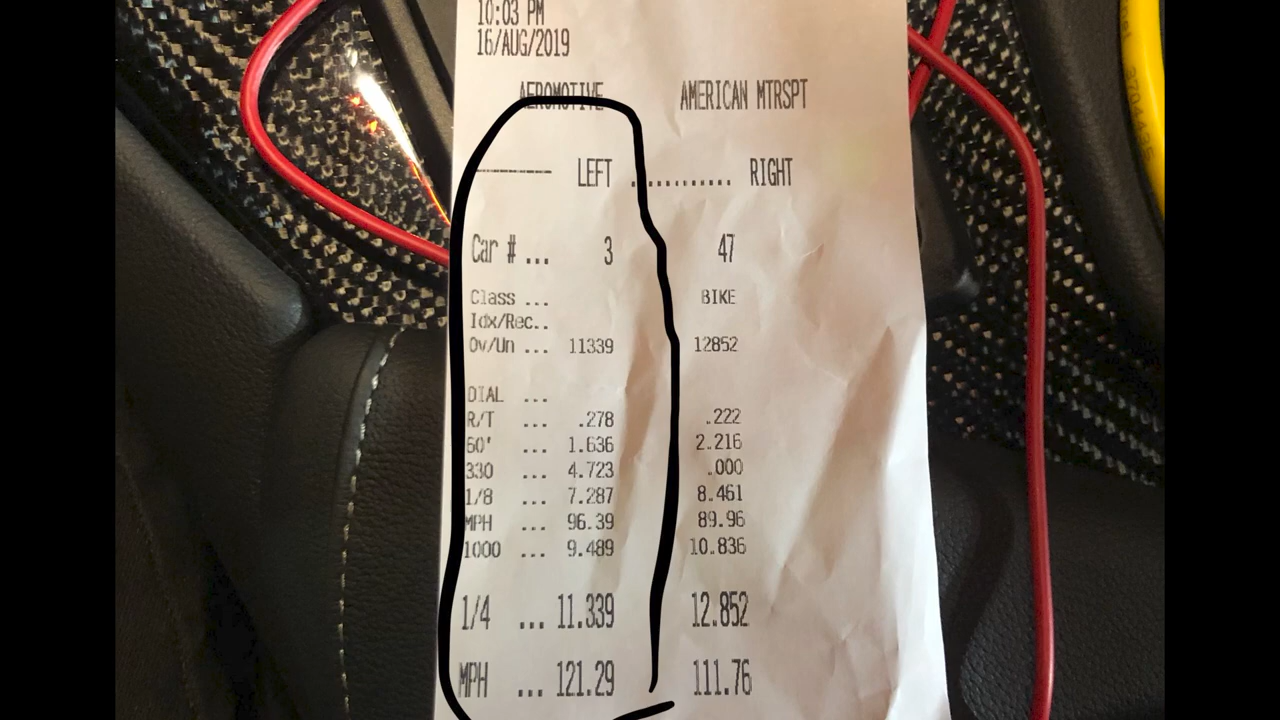 10:03 PM
16/AUG/2019
AEROMOTIVE AMERICAN MTRSPT
---------- LEFT ............ RIGHT
Car # ... 3 47
Class ... BIKE
Idx/Rec..
Ov/Un ... 11339 12852
DIAL ...
R/T ... .278 .222
60' ... 1.636 2.216
330 ... 4.723 .000
1/8 ... 7.287 8.461
MPH ... 96.39 89.96
1000 ... 9.489 10.836
1/4 ... 11.339 12.852
MPH ... 121.29 111.76